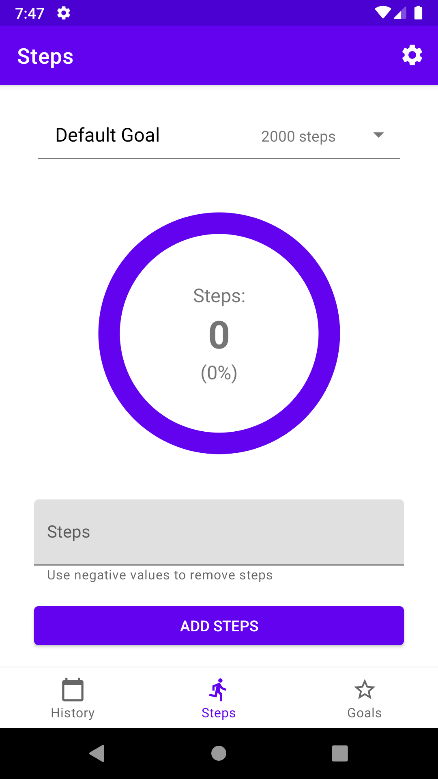 7:47
Steps
Default Goal 2000 steps
Steps:
0
(0%)
Steps
Use negative values to remove steps
ADD STEPS
History Steps Goals